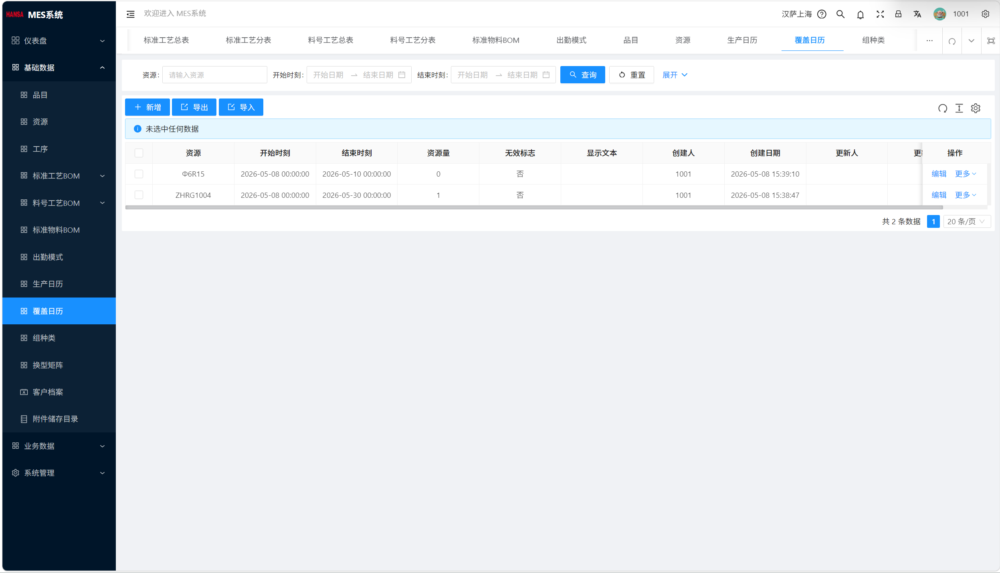 HANSA MES系统
欢迎进入 MES系统
汉萨上海
1001
仪表盘
基础数据
品目
资源
工序
标准工艺BOM
料号工艺BOM
标准物料BOM
出勤模式
生产日历
覆盖日历
组种类
换型矩阵
客户档案
附件储存目录
业务数据
系统管理
标准工艺总表 标准工艺分表 料号工艺总表 料号工艺分表 标准物料BOM 出勤模式 品目 资源 生产日历 覆盖日历 组种类 ...
资源: 请输入资源 开始时刻: 开始日期 → 结束日期 结束时刻: 开始日期 → 结束日期 查询 重置 展开
新增 导出 导入
未选中任何数据
资源 开始时刻 结束时刻 资源量 无效标志 显示文本 创建人 创建日期 更新人 更 操作
Φ6R15 2026-05-08 00:00:00 2026-05-10 00:00:00 0 否 1001 2026-05-08 15:39:10 编辑 更多
ZHRG1004 2026-05-08 00:00:00 2026-05-30 00:00:00 1 否 1001 2026-05-08 15:38:47 编辑 更多
共 2 条数据 1 20 条/页